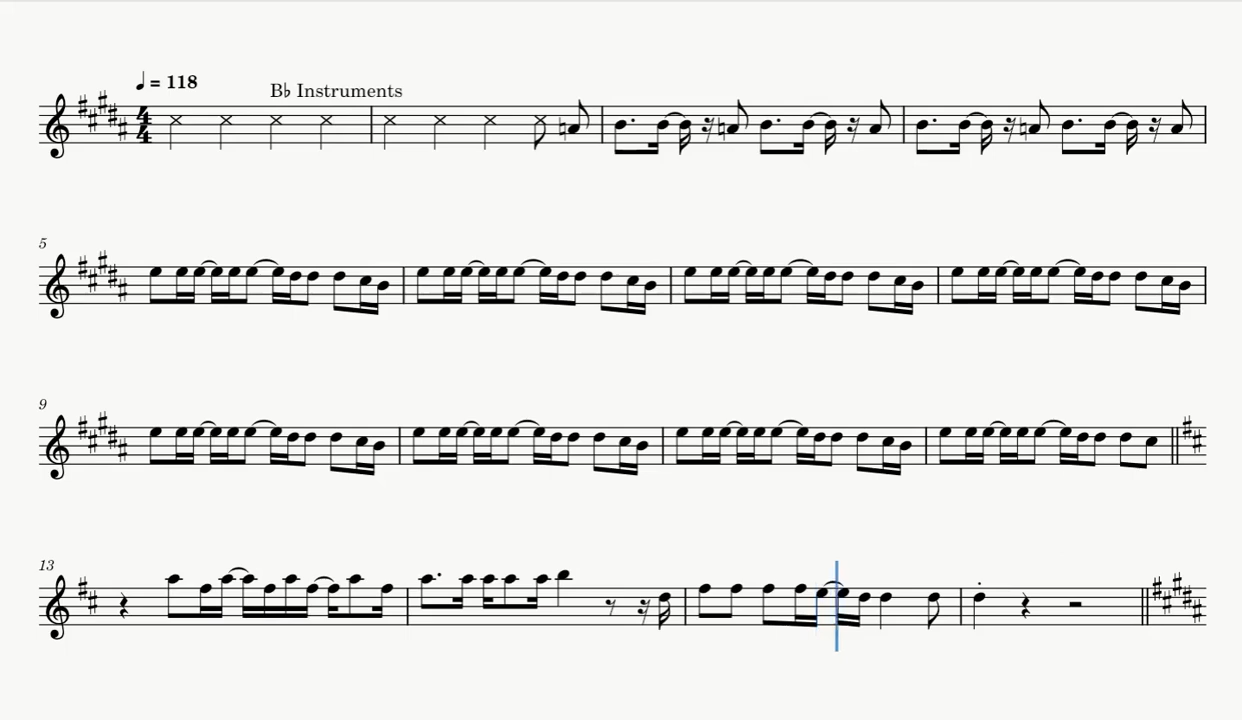 ♩ = 118
B♭ Instruments
4
4
5
9
13